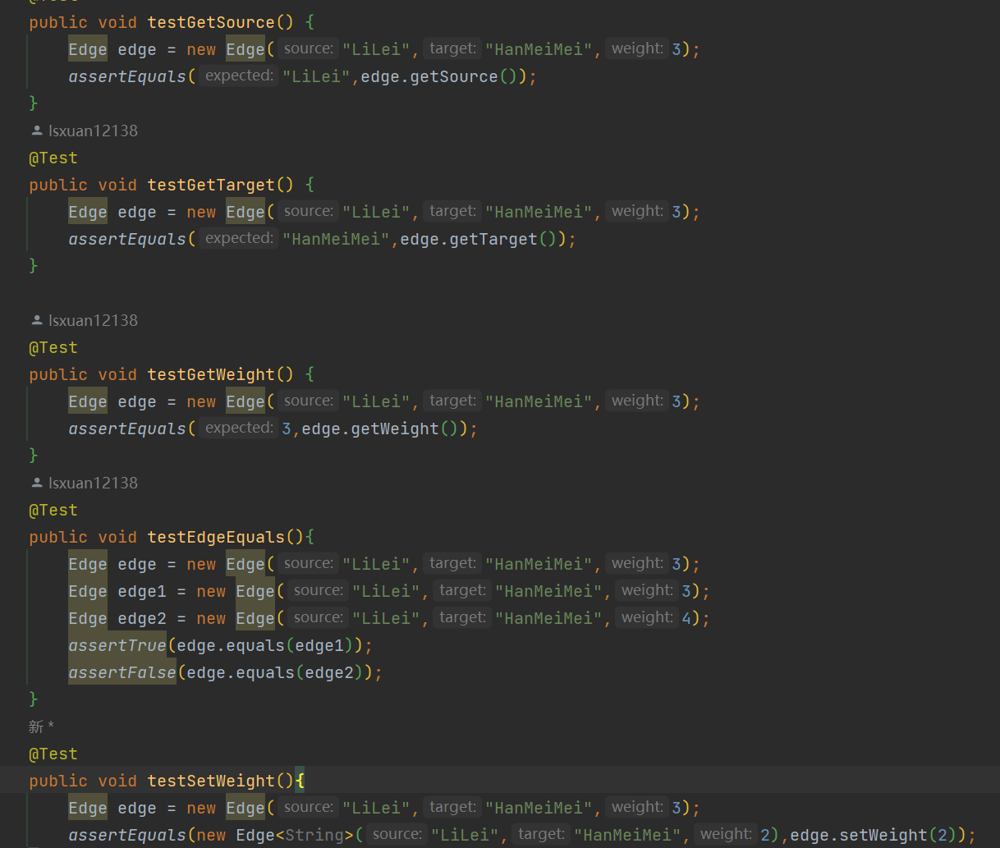 @Test
public void testGetSource() {
    Edge edge = new Edge( source: "LiLei", target: "HanMeiMei", weight: 3);
    assertEquals( expected: "LiLei",edge.getSource());
}
lsxuan12138
@Test
public void testGetTarget() {
    Edge edge = new Edge( source: "LiLei", target: "HanMeiMei", weight: 3);
    assertEquals( expected: "HanMeiMei",edge.getTarget());
}
lsxuan12138
@Test
public void testGetWeight() {
    Edge edge = new Edge( source: "LiLei", target: "HanMeiMei", weight: 3);
    assertEquals( expected: 3,edge.getWeight());
}
lsxuan12138
@Test
public void testEdgeEquals(){
    Edge edge = new Edge( source: "LiLei", target: "HanMeiMei", weight: 3);
    Edge edge1 = new Edge( source: "LiLei", target: "HanMeiMei", weight: 3);
    Edge edge2 = new Edge( source: "LiLei", target: "HanMeiMei", weight: 4);
    assertTrue(edge.equals(edge1));
    assertFalse(edge.equals(edge2));
}
新 *
@Test
public void testSetWeight(){
    Edge edge = new Edge( source: "LiLei", target: "HanMeiMei", weight: 3);
    assertEquals(new Edge<String>( source: "LiLei", target: "HanMeiMei", weight: 2),edge.setWeight(2));